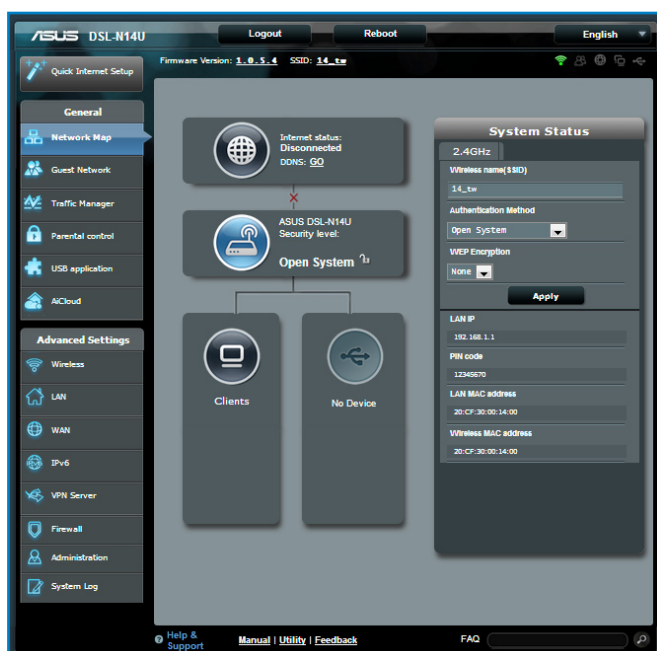 ASUS DSL-N14U
Logout
Reboot
English
Quick Internet Setup
Firmware Version: 1.0.5.4 SSID: 14_tw
General
Network Map
Guest Network
Traffic Manager
Parental control
USB application
AiCloud
Advanced Settings
Wireless
LAN
WAN
IPv6
VPN Server
Firewall
Administration
System Log
Internet status:
Disconnected
DDNS: GO
ASUS DSL-N14U
Security level:
Open System
Clients
No Device
System Status
2.4GHz
Wireless name(SSID)
14_tw
Authentication Method
Open System
WEP Encryption
None
Apply
LAN IP
192.168.1.1
PIN code
12345670
LAN MAC address
20:CF:30:00:14:00
Wireless MAC address
20:CF:30:00:14:00
Help &
Support
Manual | Utility | Feedback
FAQ